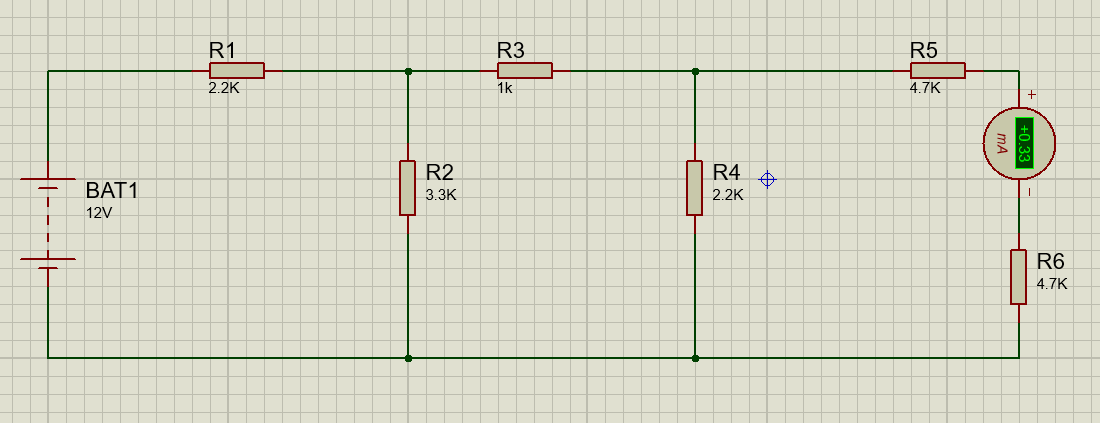 R1
2.2K
R3
1k
R5
4.7K
+
+0.33
mA
-
R2
3.3K
R4
2.2K
BAT1
12V
R6
4.7K